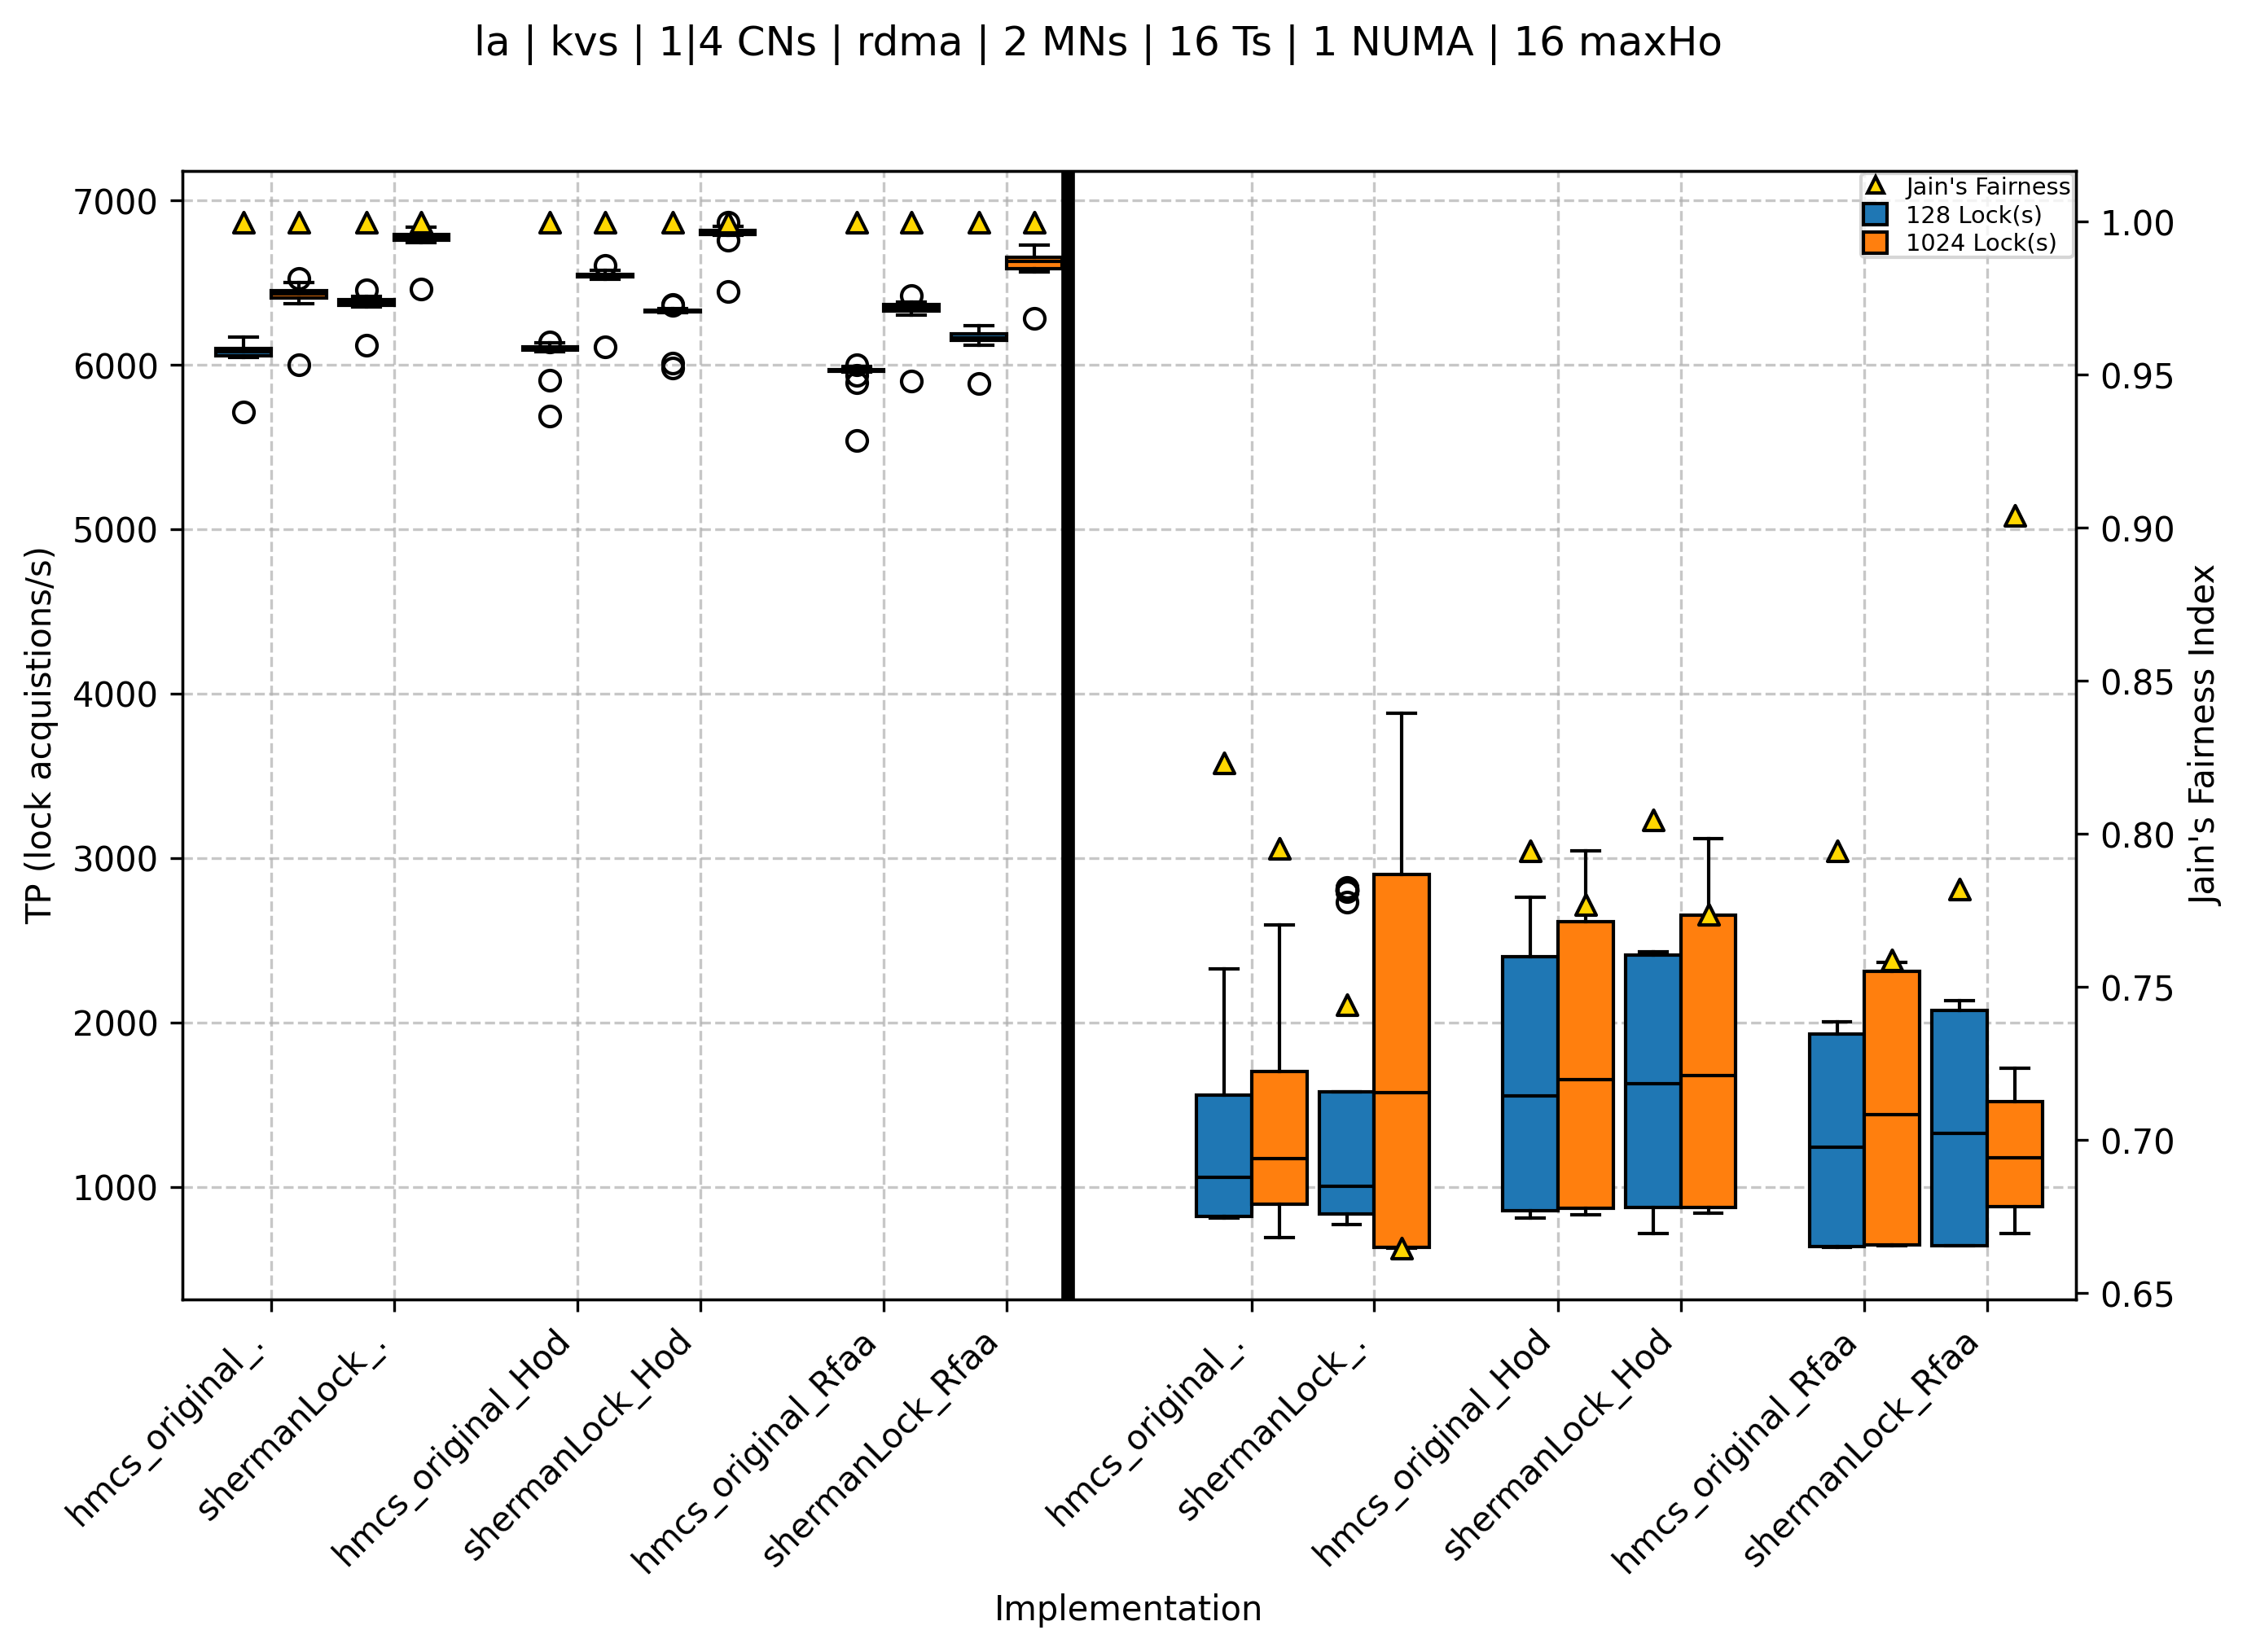 la | kvs | 1|4 CNs | rdma | 2 MNs | 16 Ts | 1 NUMA | 16 maxHo
Jain's Fairness
128 Lock(s)
1024 Lock(s)
TP (lock acquistions/s)
7000
6000
5000
4000
3000
2000
1000
1.00
0.95
0.90
0.85
0.80
0.75
0.70
0.65
Jain's Fairness Index
hmcs_original_.
shermanLock_.
hmcs_original_Hod
shermanLock_Hod
hmcs_original_Rfaa
shermanLock_Rfaa
hmcs_original_.
shermanLock_.
hmcs_original_Hod
shermanLock_Hod
hmcs_original_Rfaa
shermanLock_Rfaa
Implementation